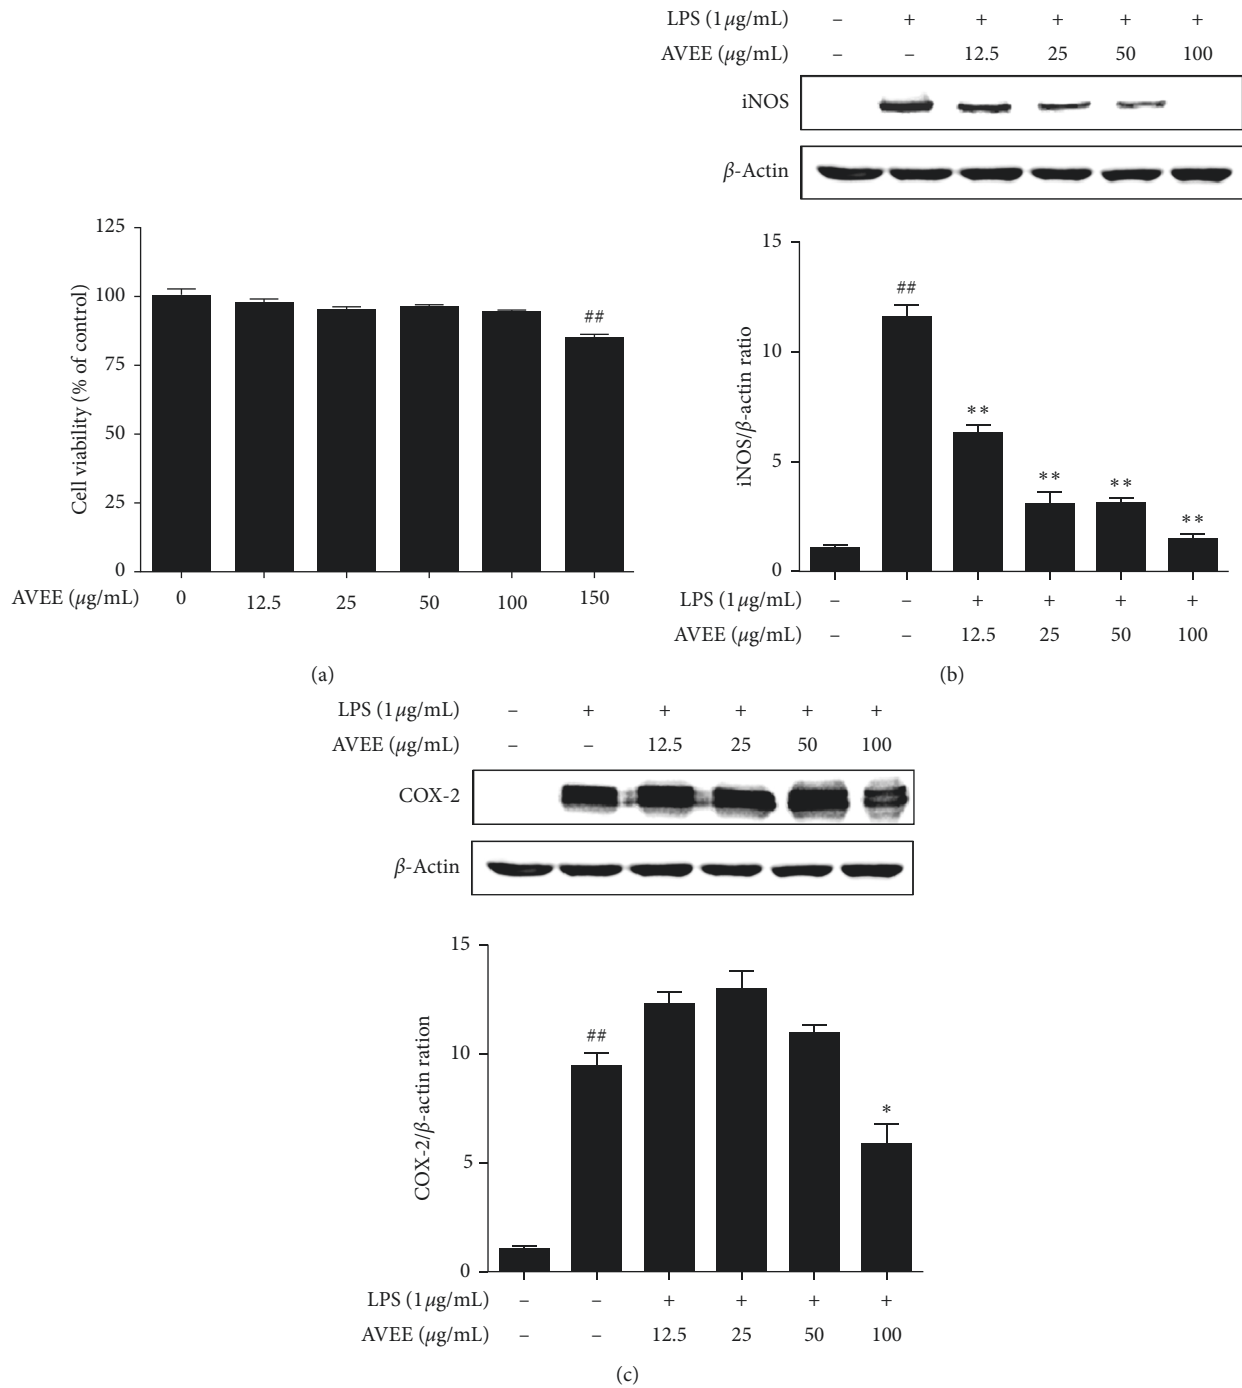 LPS (1 μg/mL) – + + + + +
AVEE (μg/mL) – – 12.5 25 50 100
iNOS
β-Actin
125
100
75
50
25
0
Cell viability (% of control)
##
AVEE (μg/mL) 0 12.5 25 50 100 150
(a)
15
10
5
0
iNOS/β-actin ratio
##
**
**
**
**
LPS (1 μg/mL) – – + + + +
AVEE (μg/mL) – – 12.5 25 50 100
(b)
LPS (1 μg/mL) – + + + + +
AVEE (μg/mL) – – 12.5 25 50 100
COX-2
β-Actin
15
10
5
0
COX-2/β-actin ration
##
*
LPS (1 μg/mL) – – + + + +
AVEE (μg/mL) – – 12.5 25 50 100
(c)